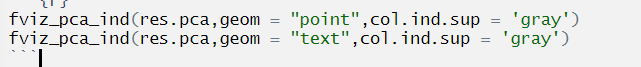 {r}
fviz_pca_ind(res.pca,geom = "point",col.ind.sup = 'gray')
fviz_pca_ind(res.pca,geom = "text",col.ind.sup = 'gray')
```